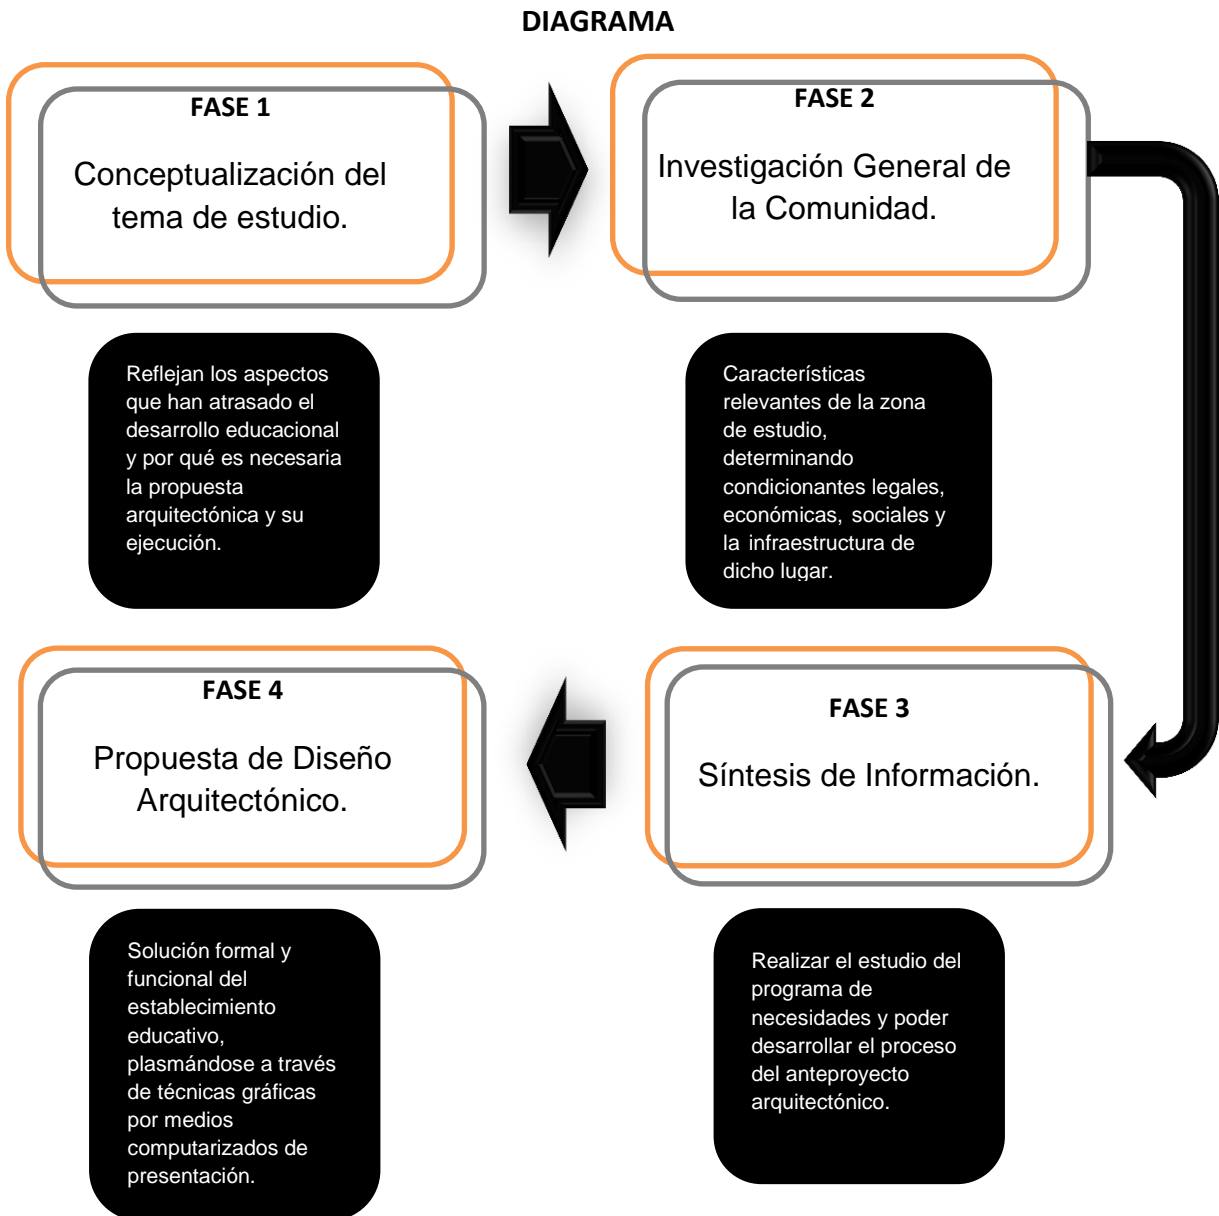 DIAGRAMA
FASE 1
Conceptualización del
tema de estudio.
FASE 2
Investigación General de
la Comunidad.
Reflejan los aspectos
que han atrasado el
desarrollo educacional
y por qué es necesaria
la propuesta
arquitectónica y su
ejecución.
Características
relevantes de la zona
de estudio,
determinando
condicionantes legales,
económicas, sociales y
la infraestructura de
dicho lugar.
FASE 4
Propuesta de Diseño
Arquitectónico.
FASE 3
Síntesis de Información.
Solución formal y
funcional del
establecimiento
educativo,
plasmándose a través
de técnicas gráficas
por medios
computarizados de
presentación.
Realizar el estudio del
programa de
necesidades y poder
desarrollar el proceso
del anteproyecto
arquitectónico.